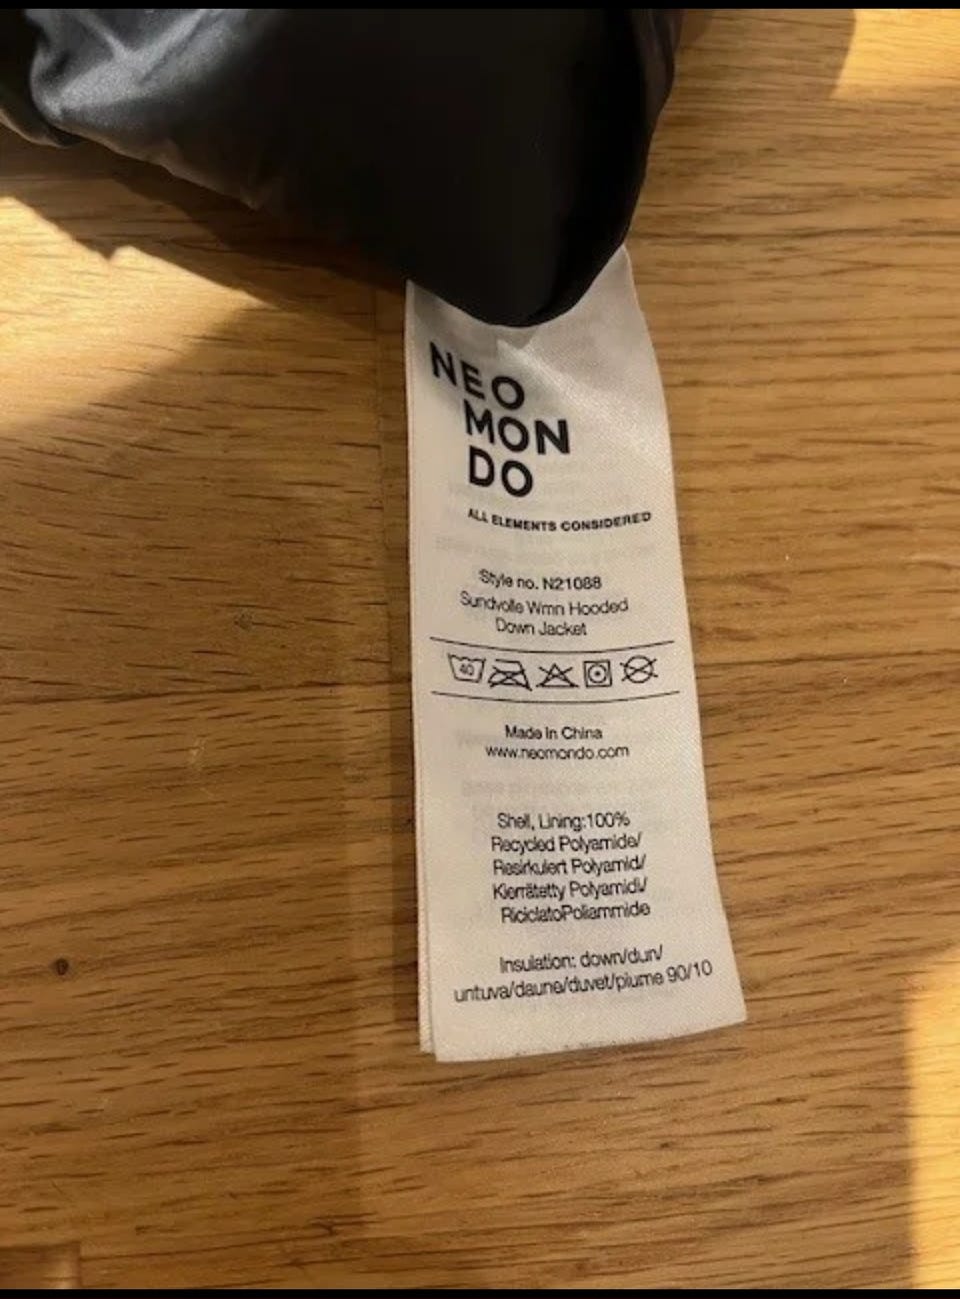 NEO
MON
DO
ALL ELEMENTS CONSIDERED
Style no. N21088
Sundvolle Wmn Hooded
Down Jacket
40
Made In China
www.neomondo.com
Shell, Lining:100%
Recycled Polyamide/
Resirkulert Polyamid/
Kierrätetty Polyamidi/
RiciclatoPoliammide
Insulation: down/dun/
untuva/daune/duvet/piume 90/10